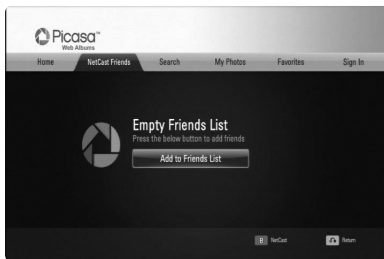 Picasa™
Web Albums
Home NetCast Friends Search My Photos Favorites Sign In
Empty Friends List
Press the below button to add friends
Add to Friends List
NetCast Return